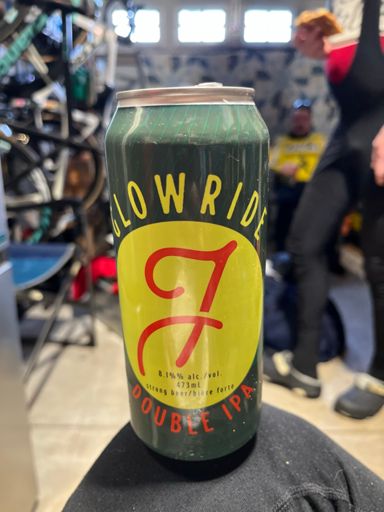 GLOWRIDE
F
8.1%% alc./vol.
473mL
strong beer/bière forte
DOUBLE IPA